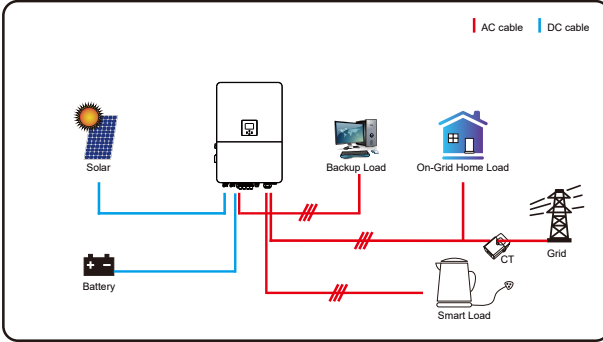 AC cable
DC cable
Solar
Backup Load
On-Grid Home Load
CT
Grid
Battery
Smart Load